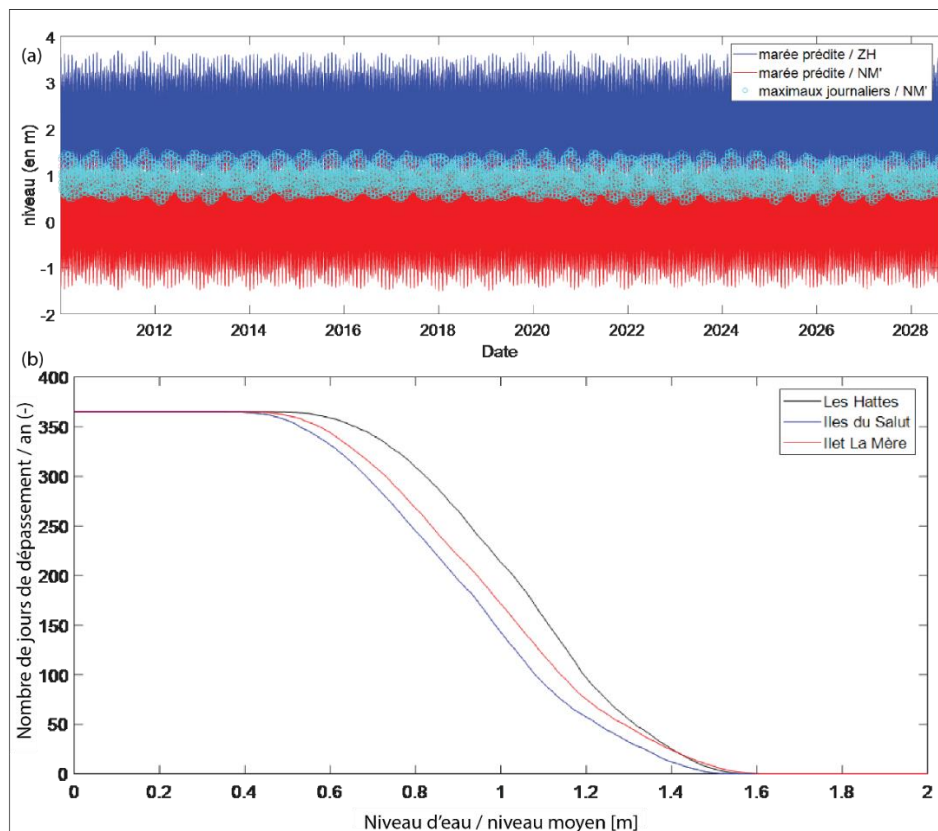 (a)
4
3
2
1
0
-1
-2
niveau (en m)
marée prédite / ZH
marée prédite / NM'
maximaux journaliers / NM'
2012 2014 2016 2018 2020 2022 2024 2026 2028
Date
(b)
400
350
300
250
200
150
100
50
0
Nombre de jours de dépassement / an (-)
Les Hattes
Iles du Salut
Ilet La Mère
0 0.2 0.4 0.6 0.8 1 1.2 1.4 1.6 1.8 2
Niveau d'eau / niveau moyen [m]